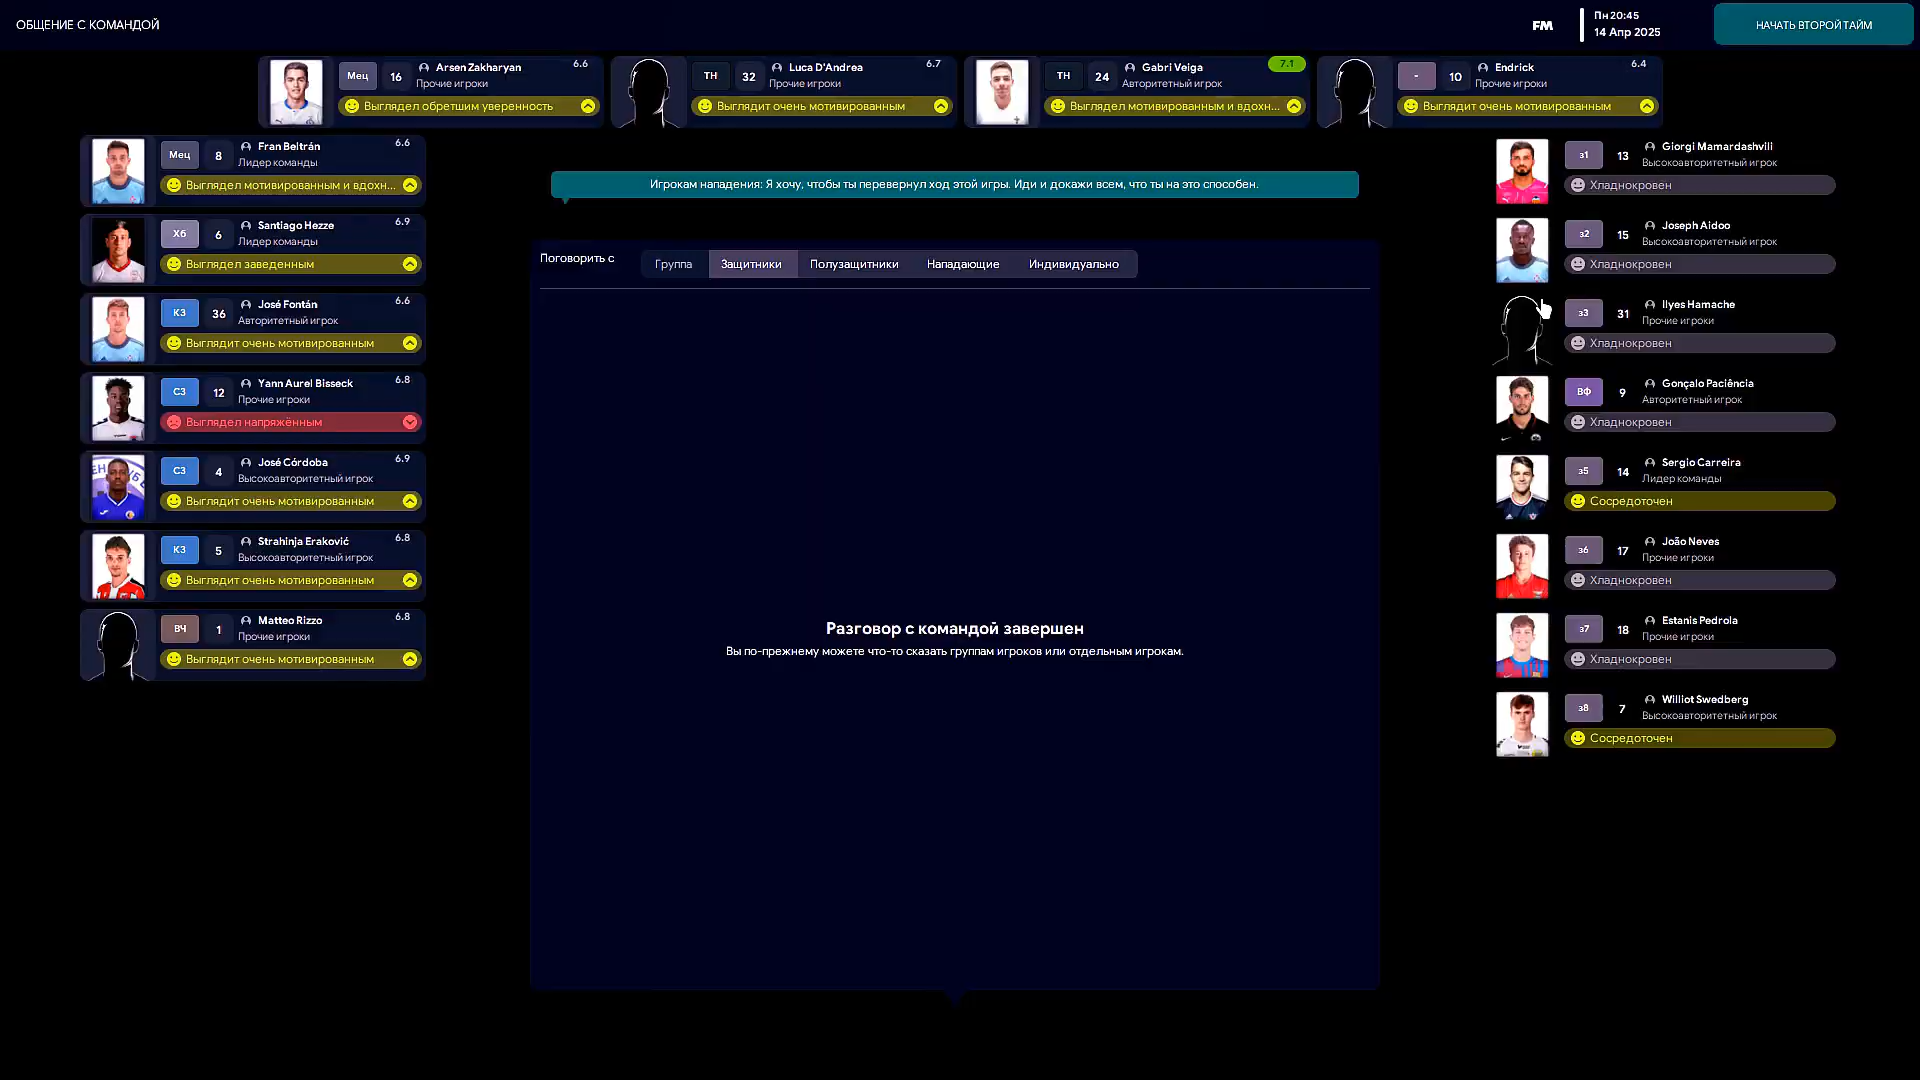 ОБЩЕНИЕ С КОМАНДОЙ
FM
Пн 20:45
14 Апр 2025
НАЧАТЬ ВТОРОЙ ТАЙМ
Мец 16 Arsen Zakharyan 6.6
Прочие игроки
Выглядел обретшим уверенность
ТН 32 Luca D'Andrea 6.7
Прочие игроки
Выглядит очень мотивированным
ТН 24 Gabri Veiga 7.1
Авторитетный игрок
Выглядел мотивированным и вдохн...
- 10 Endrick 6.4
Прочие игроки
Выглядит очень мотивированным
Мец 8 Fran Beltrán 6.6
Лидер команды
Выглядел мотивированным и вдохн...
Хб 6 Santiago Hezze 6.9
Лидер команды
Выглядел заведенным
КЗ 36 José Fontán 6.6
Авторитетный игрок
Выглядит очень мотивированным
СЗ 12 Yann Aurel Bisseck 6.8
Прочие игроки
Выглядел напряжённым
СЗ 4 José Córdoba 6.9
Высокоавторитетный игрок
Выглядит очень мотивированным
КЗ 5 Strahinja Eraković 6.8
Высокоавторитетный игрок
Выглядит очень мотивированным
ВЧ 1 Matteo Rizzo 6.8
Прочие игроки
Выглядит очень мотивированным
Игрокам нападения: Я хочу, чтобы ты перевернул ход этой игры. Иди и докажи всем, что ты на это способен.
Поговорить с Группа Защитники Полузащитники Нападающие Индивидуально
Разговор с командой завершен
Вы по-прежнему можете что-то сказать группам игроков или отдельным игрокам.
з1 13 Giorgi Mamardashvili
Высокоавторитетный игрок
Хладнокровен
з2 15 Joseph Aidoo
Высокоавторитетный игрок
Хладнокровен
з3 31 Ilyes Hamache
Прочие игроки
Хладнокровен
ВФ 9 Gonçalo Paciência
Авторитетный игрок
Хладнокровен
з5 14 Sergio Carreira
Лидер команды
Сосредоточен
з6 17 João Neves
Прочие игроки
Хладнокровен
з7 18 Estanis Pedrola
Прочие игроки
Хладнокровен
з8 7 Williot Swedberg
Высокоавторитетный игрок
Сосредоточен